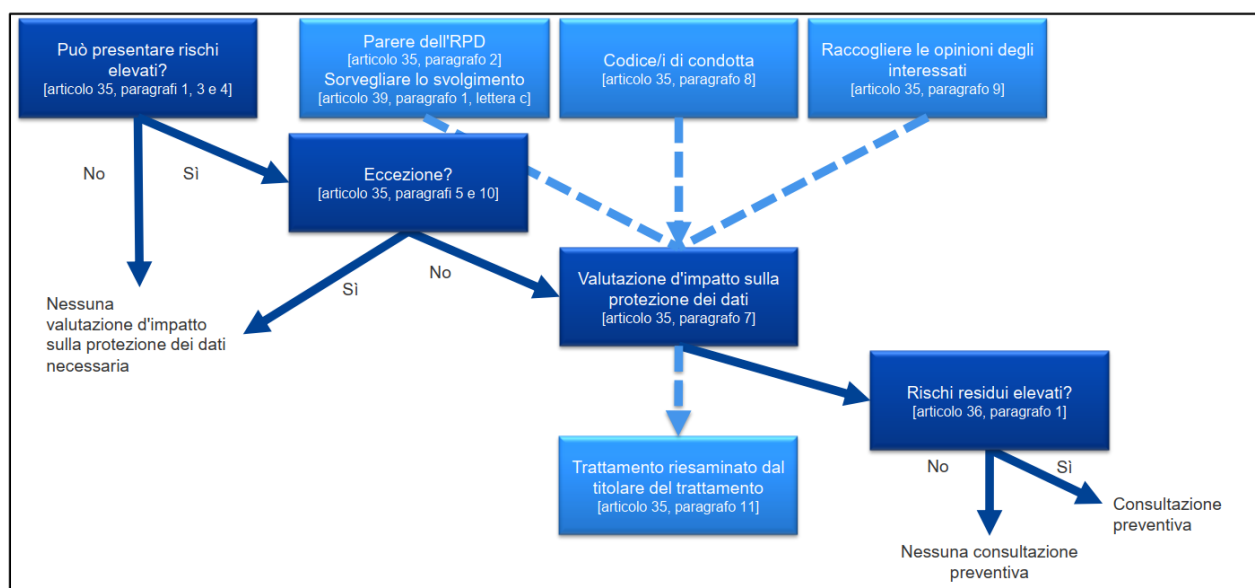 Può presentare rischi
elevati?
[articolo 35, paragrafi 1, 3 e 4]
Parere dell'RPD
[articolo 35, paragrafo 2]
Sorvegliare lo svolgimento
[articolo 39, paragrafo 1, lettera c]
Codice/i di condotta
[articolo 35, paragrafo 8]
Raccogliere le opinioni degli
interessati
[articolo 35, paragrafo 9]
No
Sì
Eccezione?
[articolo 35, paragrafi 5 e 10]
Sì
No
Nessuna
valutazione d'impatto
sulla protezione dei dati
necessaria
Valutazione d'impatto sulla
protezione dei dati
[articolo 35, paragrafo 7]
Rischi residui elevati?
[articolo 36, paragrafo 1]
Trattamento riesaminato dal
titolare del trattamento
[articolo 35, paragrafo 11]
No
Sì
Consultazione
preventiva
Nessuna consultazione
preventiva